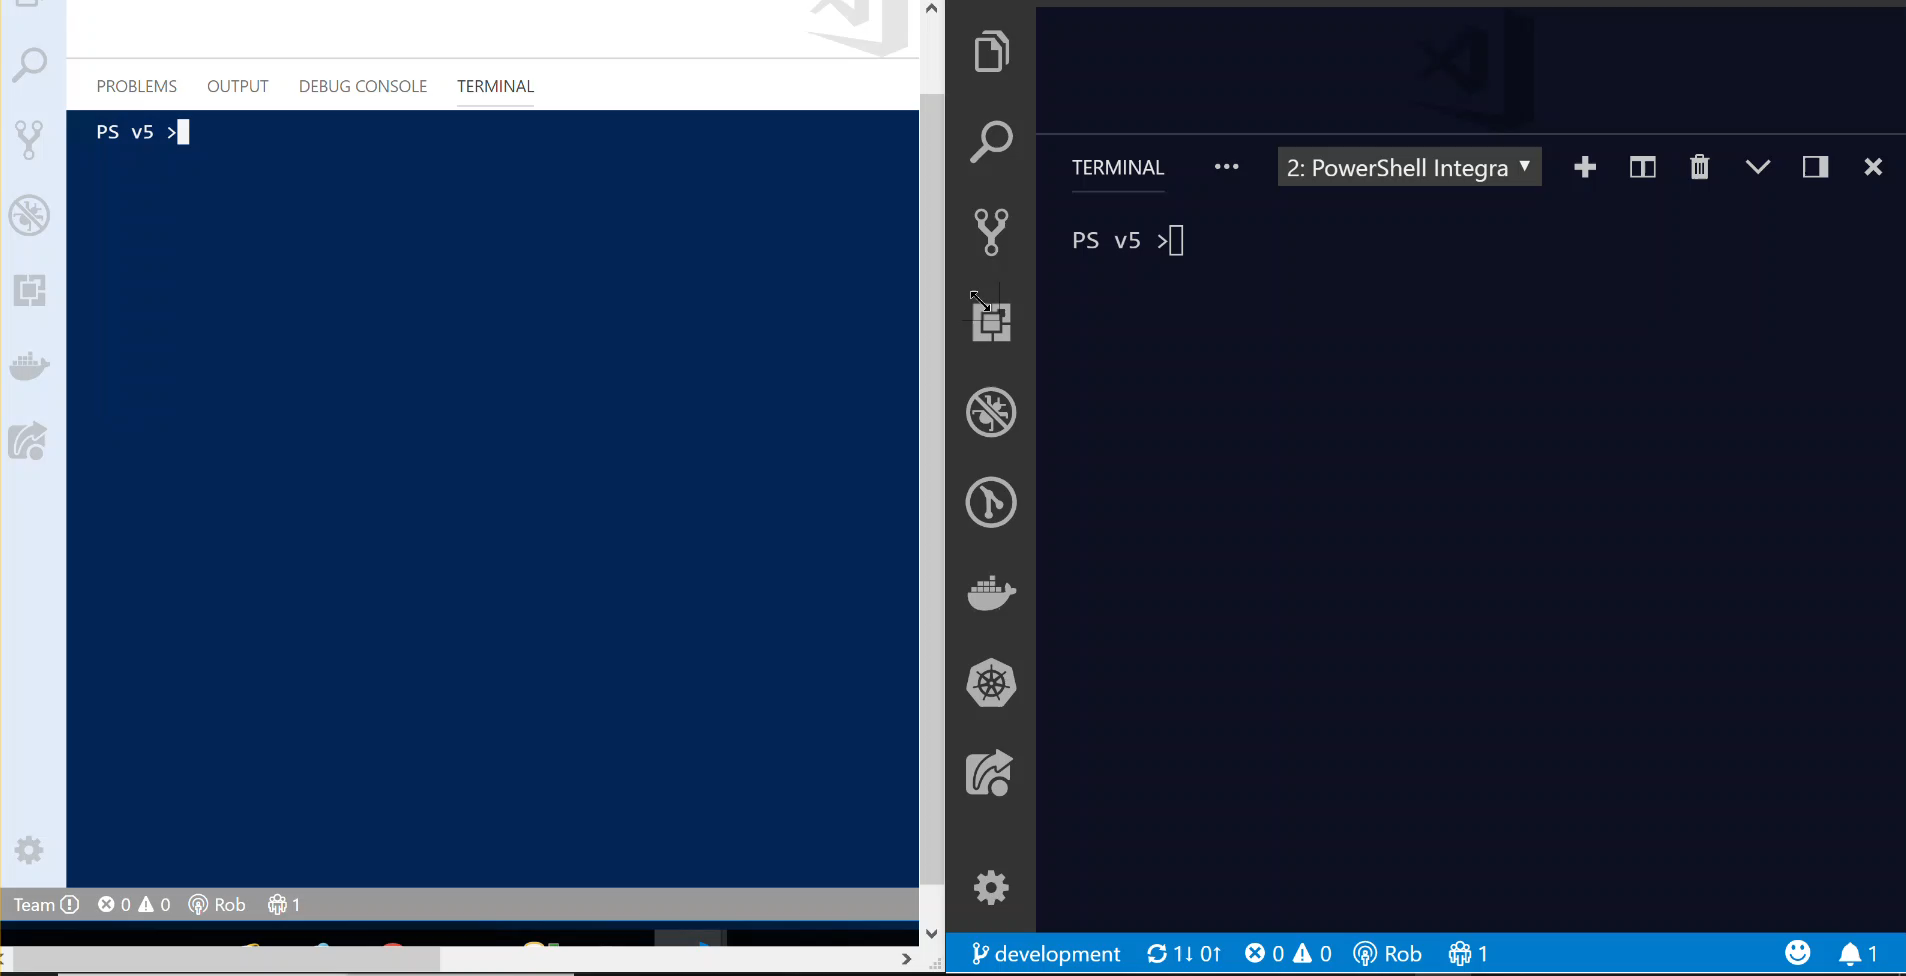 PROBLEMS OUTPUT DEBUG CONSOLE TERMINAL
PS v5 >
Team 0 0 Rob 1
TERMINAL ••• 2: PowerShell Integra
PS v5 >
development 1↓ 0↑ 0 0 Rob 1 1